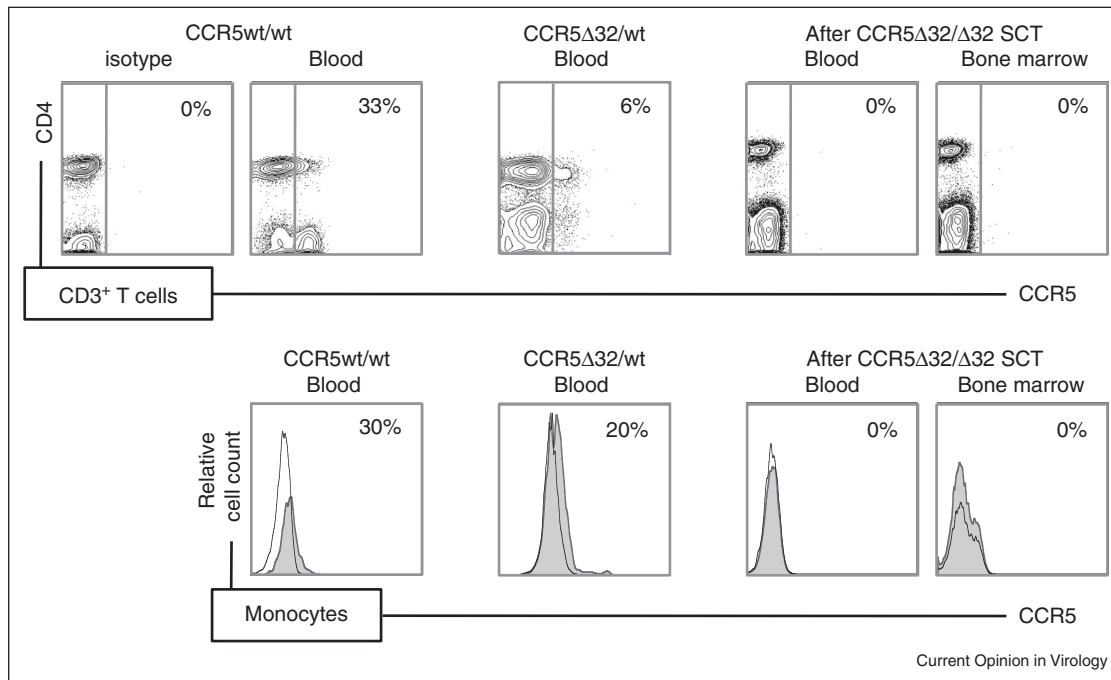 CCR5wt/wt
CCR5Δ32/wt
After CCR5Δ32/Δ32 SCT
isotype
Blood
Blood
Blood
Bone marrow
CD4
0%
33%
6%
0%
0%
CD3⁺ T cells
CCR5
CCR5wt/wt
CCR5Δ32/wt
After CCR5Δ32/Δ32 SCT
Blood
Blood
Blood
Bone marrow
Relative
cell count
30%
20%
0%
0%
Monocytes
CCR5
Current Opinion in Virology